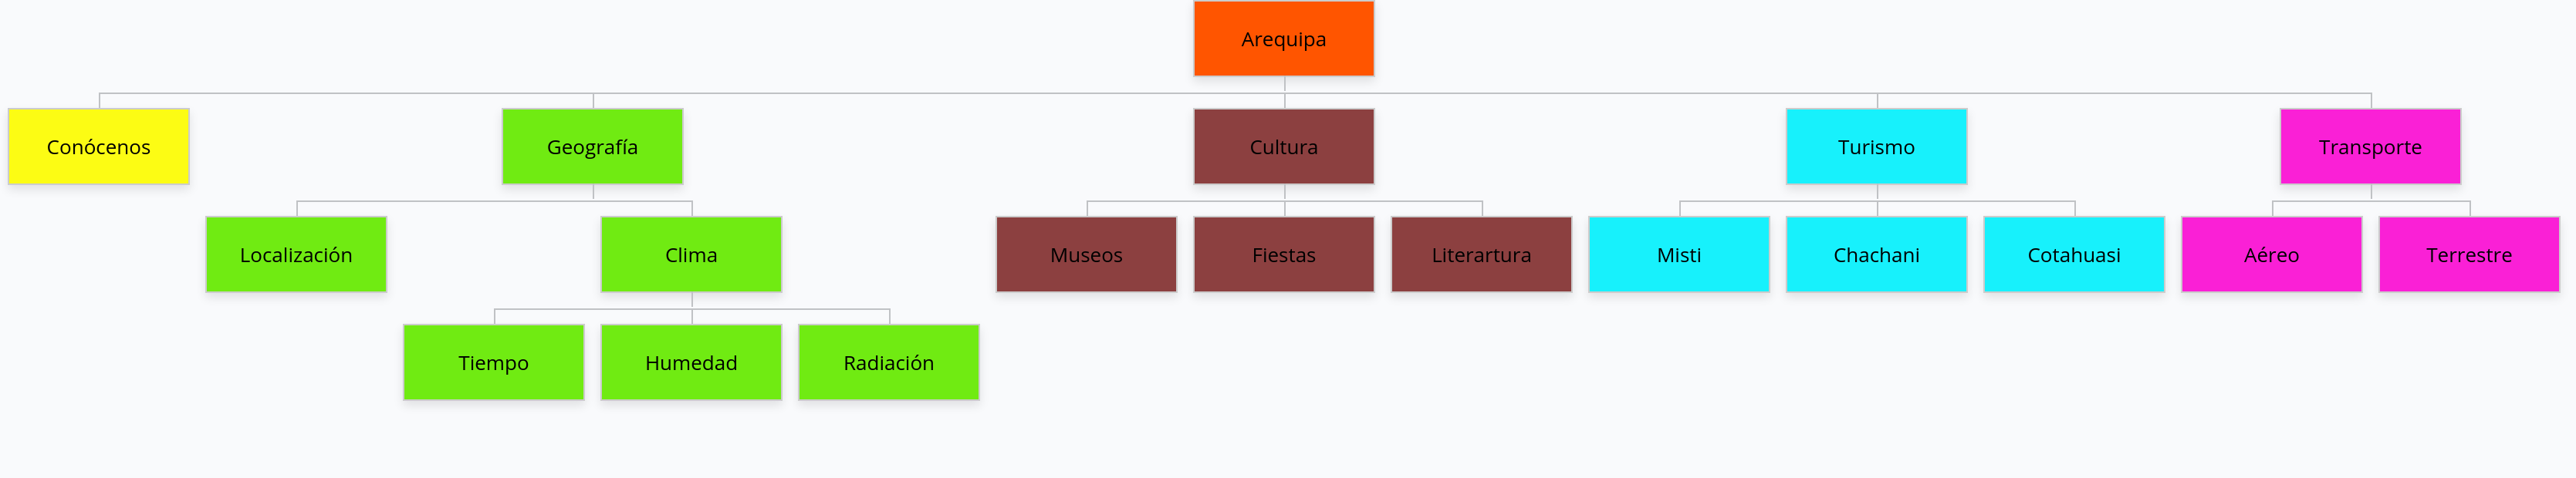 Arequipa
Conócenos
Geografía
Cultura
Turismo
Transporte
Localización
Clima
Museos
Fiestas
Literartura
Misti
Chachani
Cotahuasi
Aéreo
Terrestre
Tiempo
Humedad
Radiación